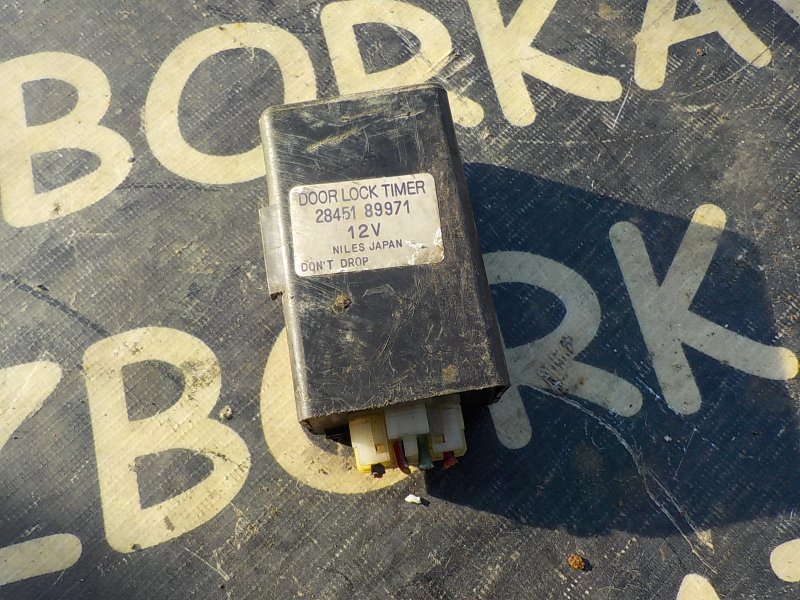 BORKA
DOOR LOCK TIMER
28451 89971
12V
NILES JAPAN
DON'T DROP
ZBORK